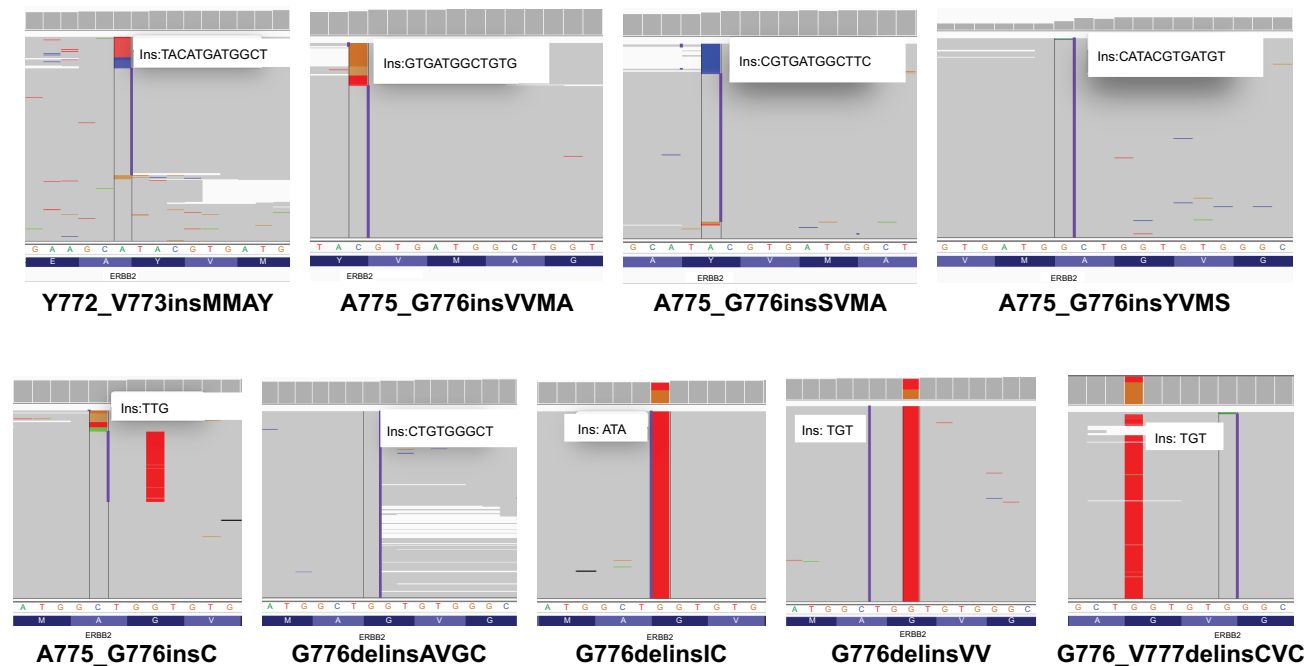 Ins:TACATGATGGCT
G A A G C A T A C G T G A T G
E A Y V M
ERBB2
Y772_V773insMMAY
Ins:GTGATGGCTGTG
T A C G T G A T G G C T G G T
Y V M A G
ERBB2
A775_G776insVVMA
Ins:CGTGATGGCTTC
G C A T A C G T G A T G G C T
A Y V M A
ERBB2
A775_G776insSVMA
Ins:CATACGTGATGT
G T G A T G G C T G G T G T G G G C
V M A G V G
ERBB2
A775_G776insYVMS
Ins:TTG
A T G G C T G G T G T G
M A G V
ERBB2
A775_G776insC
Ins:CTGTGGGCT
A T G G C T G G T G T G G G C
M A G V G
ERBB2
G776delinsAVGC
Ins: ATA
A T G G C T G G T G T G
M A G V
ERBB2
G776delinsIC
Ins: TGT
A T G G C T G G T G T G G G C
M A G V G
ERBB2
G776delinsVV
Ins: TGT
G C T G G T G T G G G C
A G V G
ERBB2
G776_V777delinsCVC